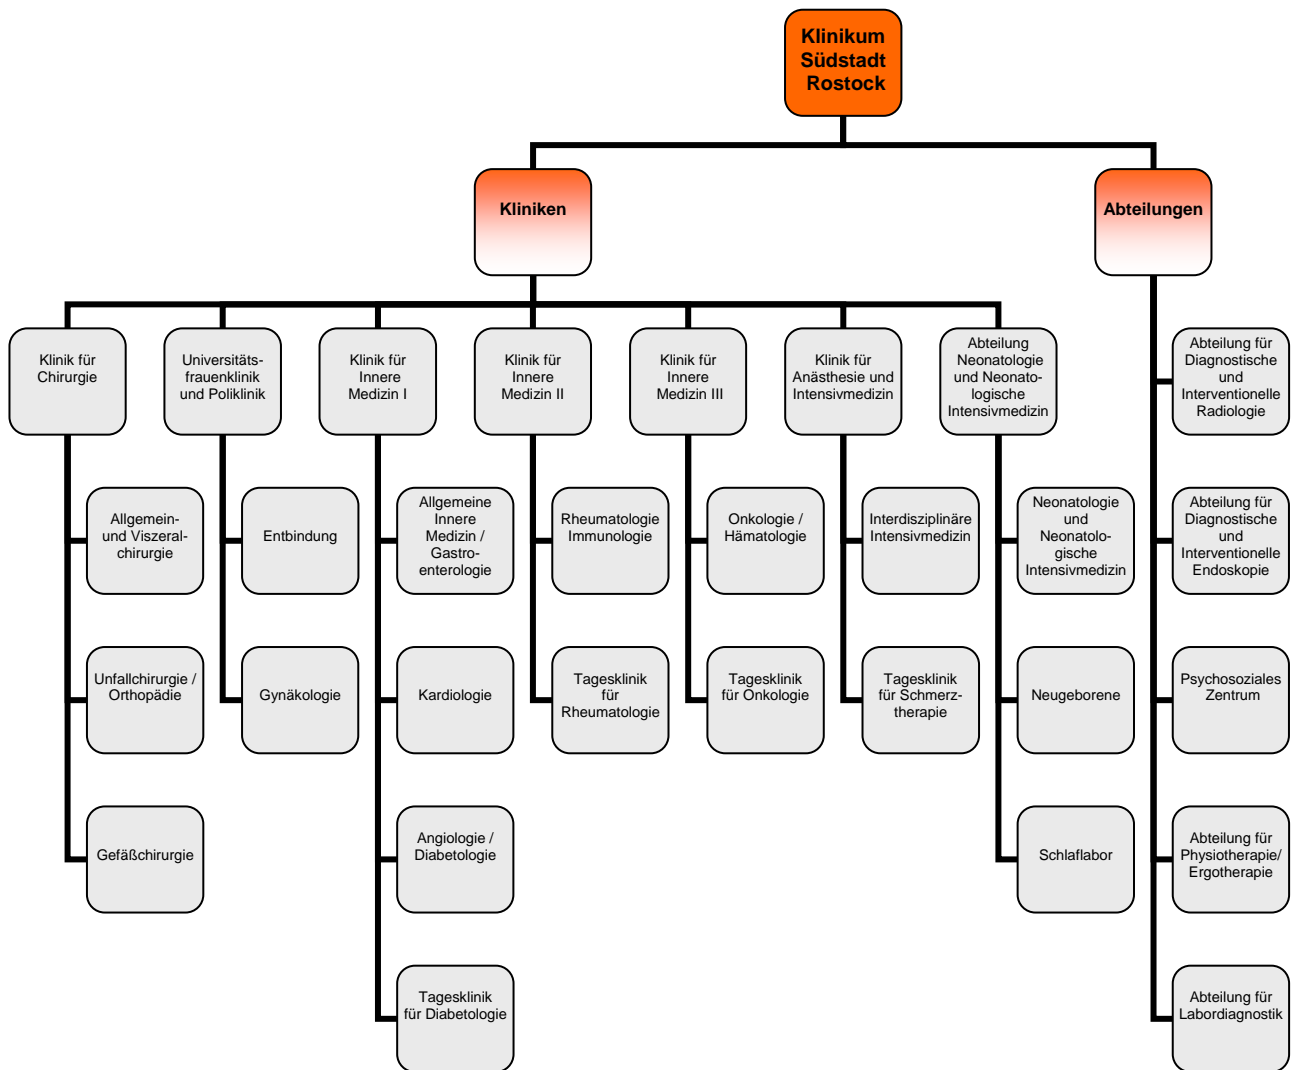 Klinikum
Südstadt
Rostock
Kliniken
Abteilungen
Klinik für
Chirurgie
Universitäts-
frauenklinik
und Poliklinik
Klinik für
Innere
Medizin I
Klinik für
Innere
Medizin II
Klinik für
Innere
Medizin III
Klinik für
Anästhesie und
Intensivmedizin
Abteilung
Neonatologie
und Neonato-
logische
Intensivmedizin
Abteilung für
Diagnostische
und
Interventionelle
Radiologie
Allgemein-
und Viszeral-
chirurgie
Entbindung
Allgemeine
Innere
Medizin /
Gastro-
enterologie
Rheumatologie
Immunologie
Onkologie /
Hämatologie
Interdisziplinäre
Intensivmedizin
Neonatologie
und
Neonatolo-
gische
Intensivmedizin
Abteilung für
Diagnostische
und
Interventionelle
Endoskopie
Unfallchirurgie /
Orthopädie
Gynäkologie
Kardiologie
Tagesklinik
für
Rheumatologie
Tagesklinik
für Onkologie
Tagesklinik
für Schmerz-
therapie
Neugeborene
Psychosoziales
Zentrum
Gefäßchirurgie
Angiologie /
Diabetologie
Schlaflabor
Abteilung für
Physiotherapie/
Ergotherapie
Tagesklinik
für Diabetologie
Abteilung für
Labordiagnostik